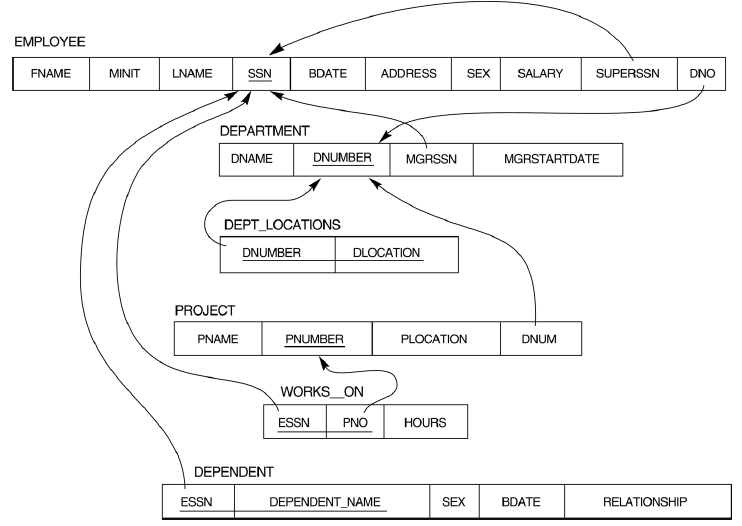 EMPLOYEE
FNAME MINIT LNAME SSN BDATE ADDRESS SEX SALARY SUPERSSN DNO
DEPARTMENT
DNAME DNUMBER MGRSSN MGRSTARTDATE
DEPT_LOCATIONS
DNUMBER DLOCATION
PROJECT
PNAME PNUMBER PLOCATION DNUM
WORKS__ON
ESSN PNO HOURS
DEPENDENT
ESSN DEPENDENT_NAME SEX BDATE RELATIONSHIP